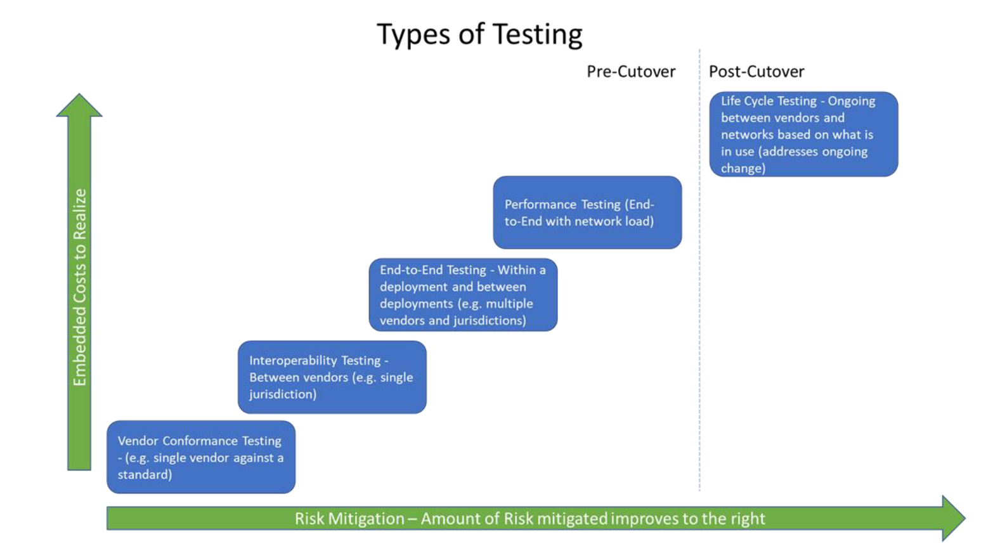 Types of Testing
Pre-Cutover
Post-Cutover
Life Cycle Testing - Ongoing
between vendors and
networks based on what is
in use (addresses ongoing
change)
Performance Testing (End-
to-End with network load)
End-to-End Testing - Within a
deployment and between
deployments (e.g. multiple
vendors and jurisdictions)
Interoperability Testing -
Between vendors (e.g. single
jurisdiction)
Vendor Conformance Testing
- (e.g. single vendor against a
standard)
Embedded Costs to Realize
Risk Mitigation – Amount of Risk mitigated improves to the right